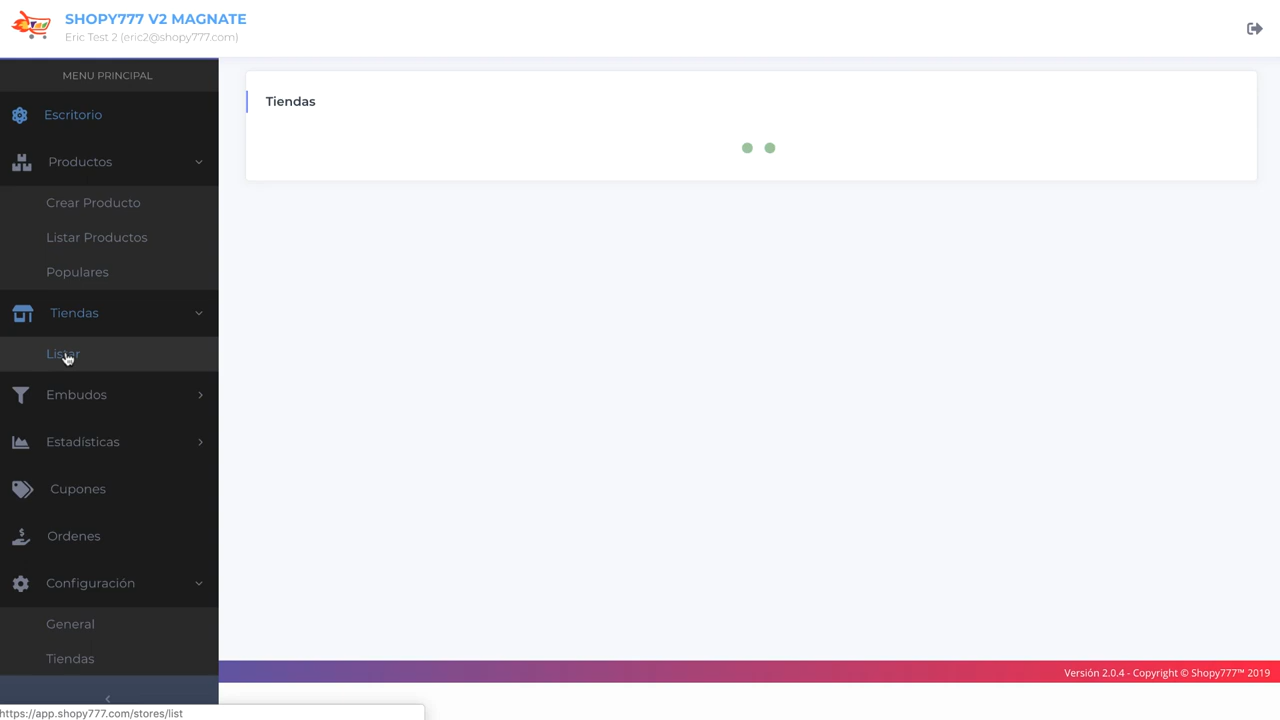 SHOPY777 V2 MAGNATE
Eric Test 2 (eric2@shopy777.com)
MENU PRINCIPAL
Escritorio
Productos
Crear Producto
Listar Productos
Populares
Tiendas
Listar
Embudos
Estadísticas
Cupones
Ordenes
Configuración
General
Tiendas
Tiendas
Versión 2.0.4 - Copyright © Shopy777™ 2019
https://app.shopy777.com/stores/list